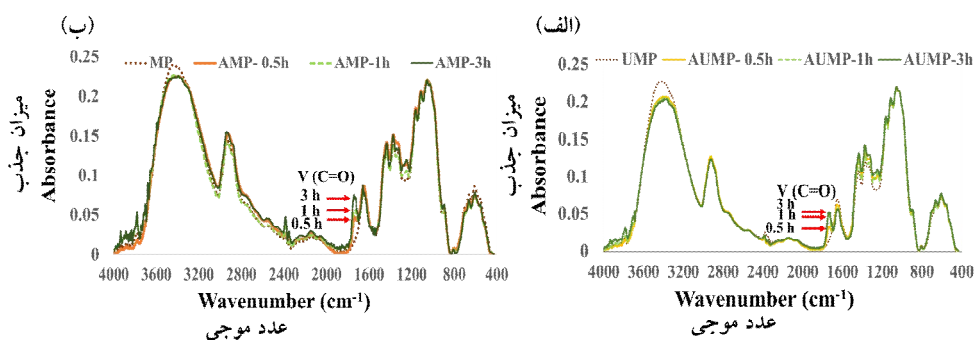 (ب)
MP AMP- 0.5h AMP-1h AMP-3h
0.25
0.2
0.15
0.1
0.05
0
میزان جذب
Absorbance
V (C=O)
3 h
1 h
0.5 h
4000 3600 3200 2800 2400 2000 1600 1200 800 400
Wavenumber (cm-1)
عدد موجی
(الف)
UMP AUMP- 0.5h AUMP-1h AUMP-3h
0.25
0.2
0.15
0.1
0.05
0
میزان جذب
Absorbance
V (C=O)
3 h
1 h
0.5 h
4000 3600 3200 2800 2400 2000 1600 1200 800 400
Wavenumber (cm-1)
عدد موجی